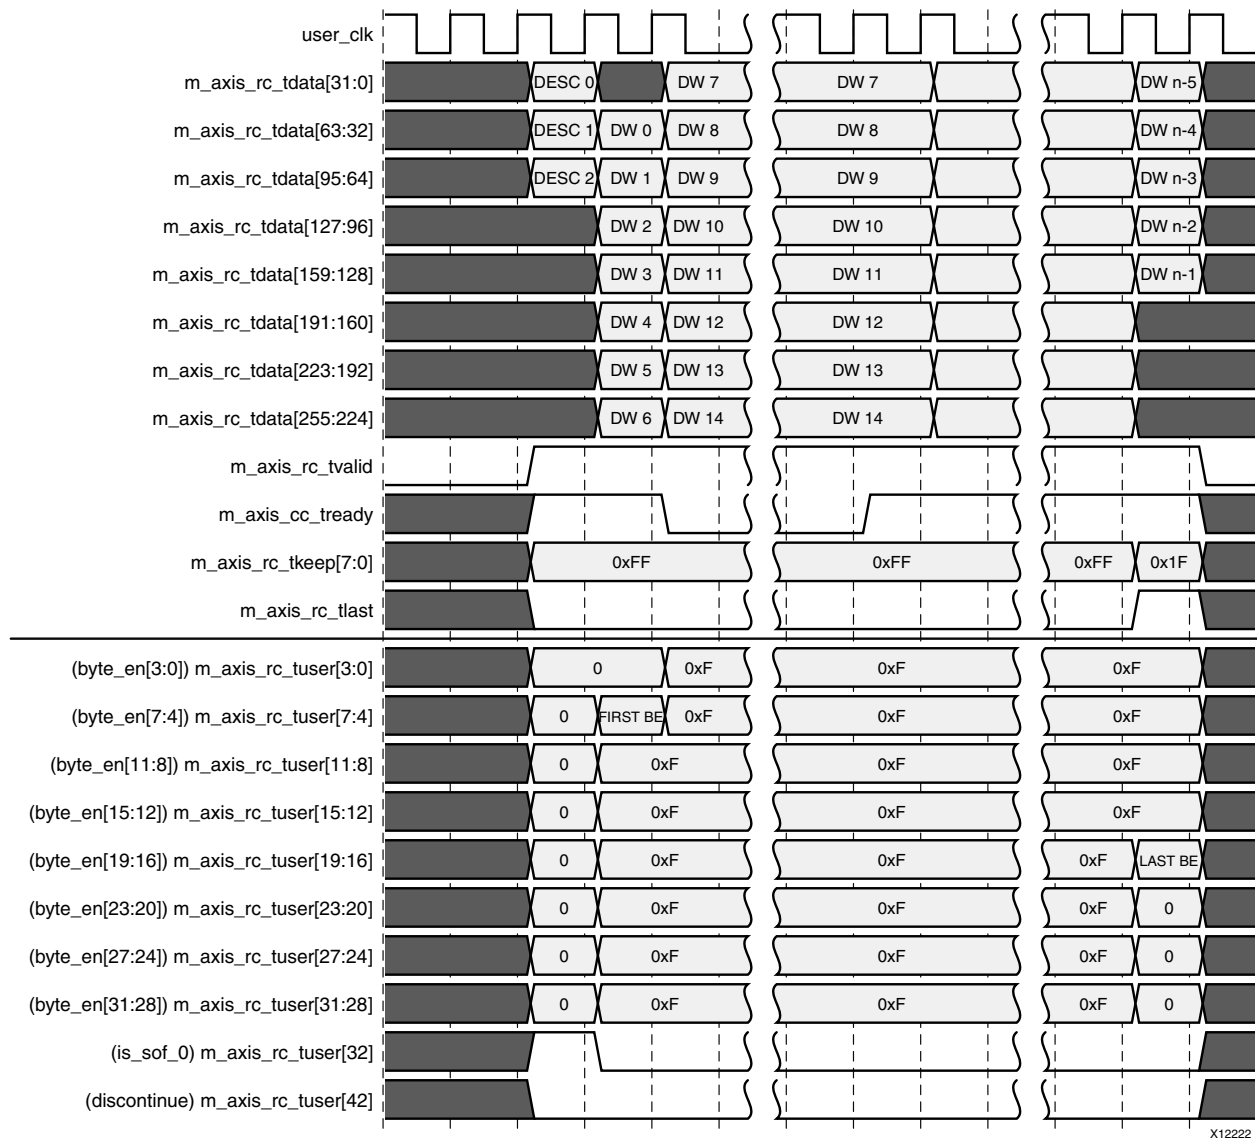 user_clk
m_axis_rc_tdata[31:0] DESC 0 DW 7 DW 7 DW n-5
m_axis_rc_tdata[63:32] DESC 1 DW 0 DW 8 DW 8 DW n-4
m_axis_rc_tdata[95:64] DESC 2 DW 1 DW 9 DW 9 DW n-3
m_axis_rc_tdata[127:96] DW 2 DW 10 DW 10 DW n-2
m_axis_rc_tdata[159:128] DW 3 DW 11 DW 11 DW n-1
m_axis_rc_tdata[191:160] DW 4 DW 12 DW 12
m_axis_rc_tdata[223:192] DW 5 DW 13 DW 13
m_axis_rc_tdata[255:224] DW 6 DW 14 DW 14
m_axis_rc_tvalid
m_axis_cc_tready
m_axis_rc_tkeep[7:0] 0xFF 0xFF 0xFF 0x1F
m_axis_rc_tlast
(byte_en[3:0]) m_axis_rc_tuser[3:0] 0 0xF 0xF 0xF
(byte_en[7:4]) m_axis_rc_tuser[7:4] 0 FIRST BE 0xF 0xF 0xF
(byte_en[11:8]) m_axis_rc_tuser[11:8] 0 0xF 0xF 0xF
(byte_en[15:12]) m_axis_rc_tuser[15:12] 0 0xF 0xF 0xF
(byte_en[19:16]) m_axis_rc_tuser[19:16] 0 0xF 0xF 0xF LAST BE
(byte_en[23:20]) m_axis_rc_tuser[23:20] 0 0xF 0xF 0xF 0
(byte_en[27:24]) m_axis_rc_tuser[27:24] 0 0xF 0xF 0xF 0
(byte_en[31:28]) m_axis_rc_tuser[31:28] 0 0xF 0xF 0xF 0
(is_sof_0) m_axis_rc_tuser[32]
(discontinue) m_axis_rc_tuser[42]
X12222